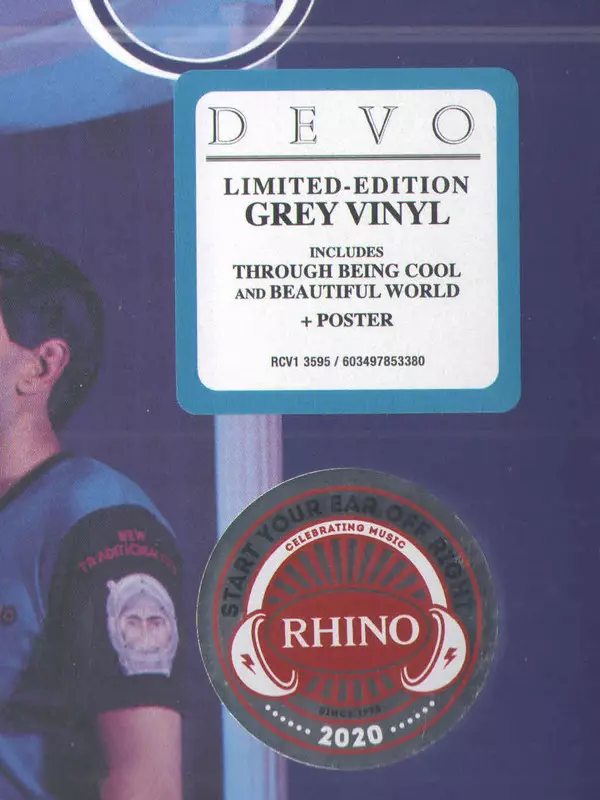 DEVO
LIMITED-EDITION
GREY VINYL
INCLUDES
THROUGH BEING COOL
AND BEAUTIFUL WORLD
+ POSTER
RCV1 3595 / 603497853380
NEW
TRADITIONALISTS
START YOUR EAR OFF RIGHT
CELEBRATING MUSIC
RHINO
SINCE 1978
2020